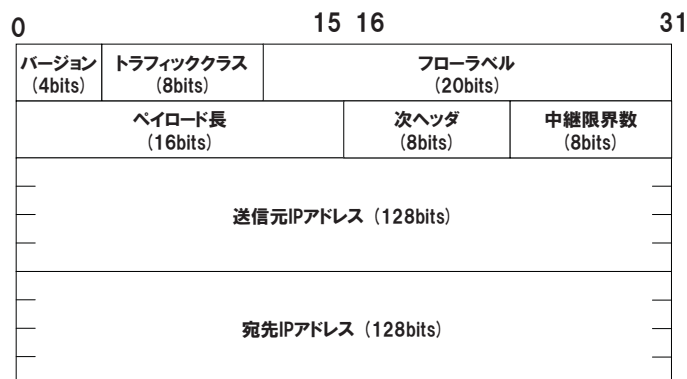 0 15 16 31
バージョン トラフィッククラス フローラベル
(4bits) (8bits) (20bits)
ペイロード長 次ヘッダ 中継限界数
(16bits) (8bits) (8bits)
送信元IPアドレス (128bits)
宛先IPアドレス (128bits)